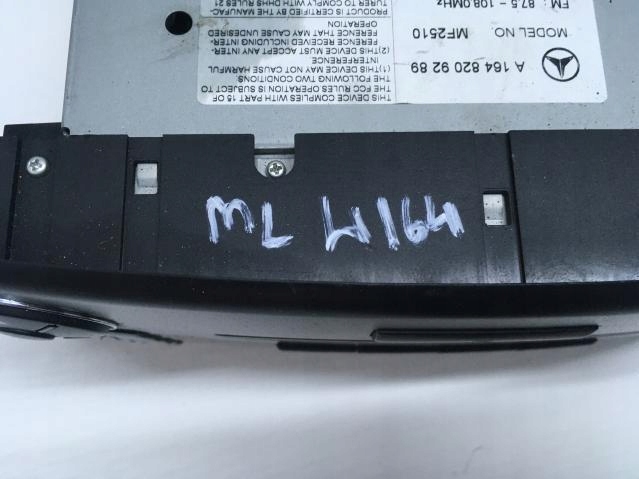 A 164 820 92 89
MODEL NO. MF2510
FM : 87.5 - 108.0MHz
THIS DEVICE COMPLIES WITH PART 15 OF
THE FCC RULES OPERATION IS SUBJECT TO
THE FOLLOWING TWO CONDITIONS.
(1)THIS DEVICE MAY NOT CAUSE HARMFUL
INTERFERENCE
(2)THIS DEVICE MUST ACCEPT ANY INTER-
FERENCE RECEIVED INCLUDING INTER-
FERENCE THAT MAY CAUSE UNDESIRED
OPERATION
PRODUCT IS CERTIFIED BY THE MANUFAC-
TURER TO COMPLY WITH DHHS RULES 21
ML W164